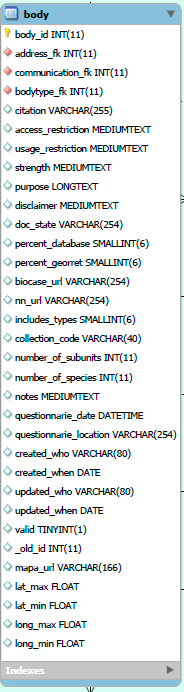 body
body_id INT(11)
address_fk INT(11)
communication_fk INT(11)
bodytype_fk INT(11)
citation VARCHAR(255)
access_restriction MEDIUMTEXT
usage_restriction MEDIUMTEXT
strength MEDIUMTEXT
purpose LONGTEXT
disclaimer MEDIUMTEXT
doc_state VARCHAR(254)
percent_database SMALLINT(6)
percent_georret SMALLINT(6)
biocase_url VARCHAR(254)
nn_url VARCHAR(254)
includes_types SMALLINT(6)
collection_code VARCHAR(40)
number_of_subunits INT(11)
number_of_species INT(11)
notes MEDIUMTEXT
questionnarie_date DATETIME
questionnarie_location VARCHAR(254)
created_who VARCHAR(80)
created_when DATE
updated_who VARCHAR(80)
updated_when DATE
valid TINYINT(1)
_old_id INT(11)
mapa_url VARCHAR(166)
lat_max FLOAT
lat_min FLOAT
long_max FLOAT
long_min FLOAT
Indexes